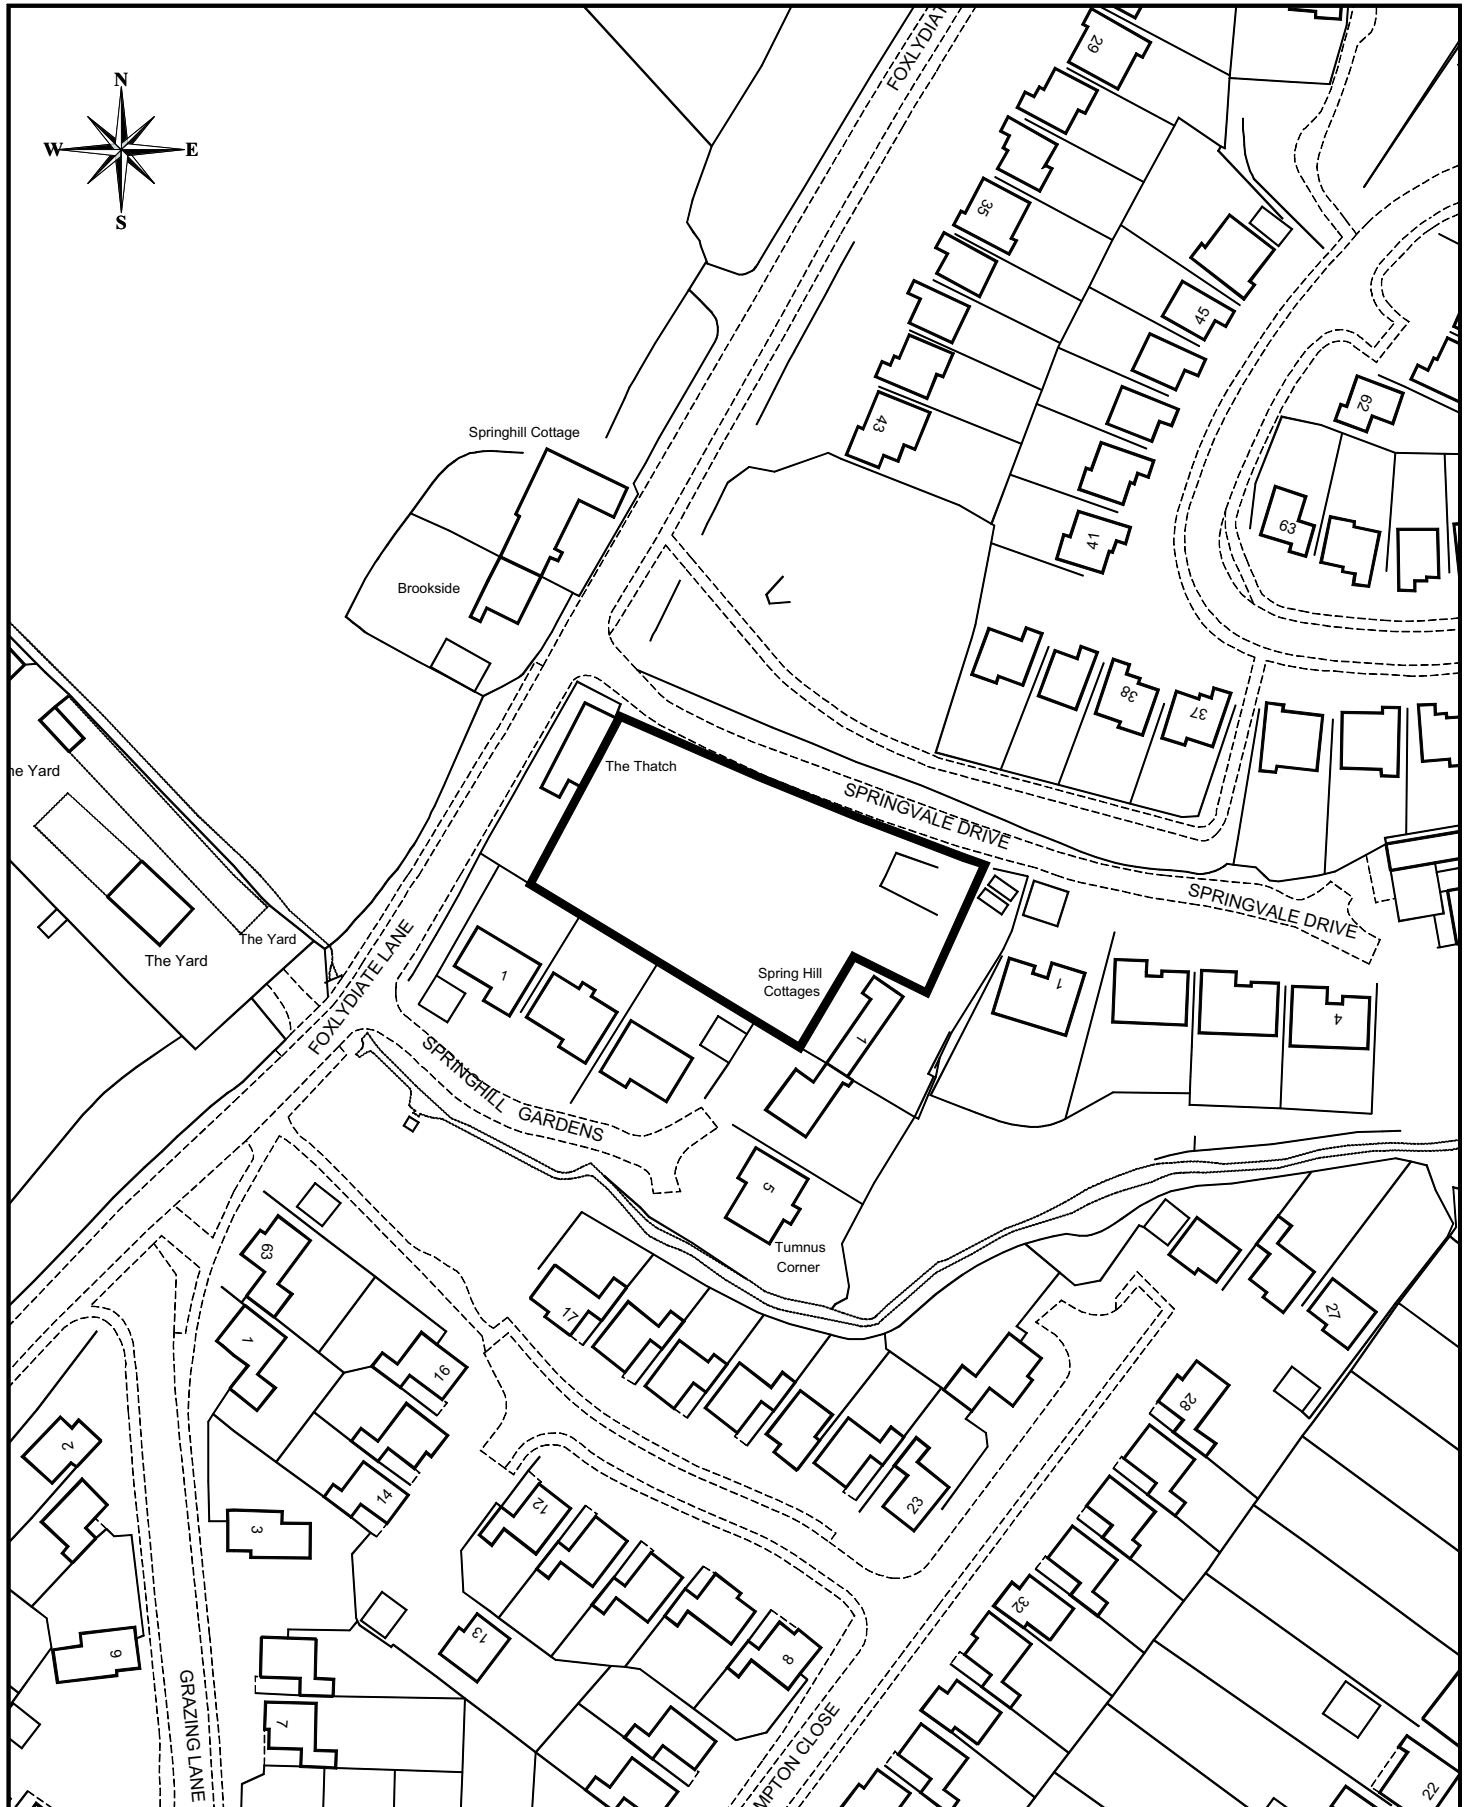 FOXLYDIAT
29
N
W
E
S
35
45
62
43
Springhill Cottage
63
41
Brookside
38
37
he Yard
The Thatch
SPRINGVALE DRIVE
SPRINGVALE DRIVE
The Yard
The Yard
FOXLYDIATE LANE
1
Spring Hill
Cottages
1
1
4
SPRINGHILL GARDENS
5
Tumnus
Corner
63
17
1
16
27
28
2
14
12
23
3
32
13
9
8
GRAZING LANE
7
MPTON CLOSE
22